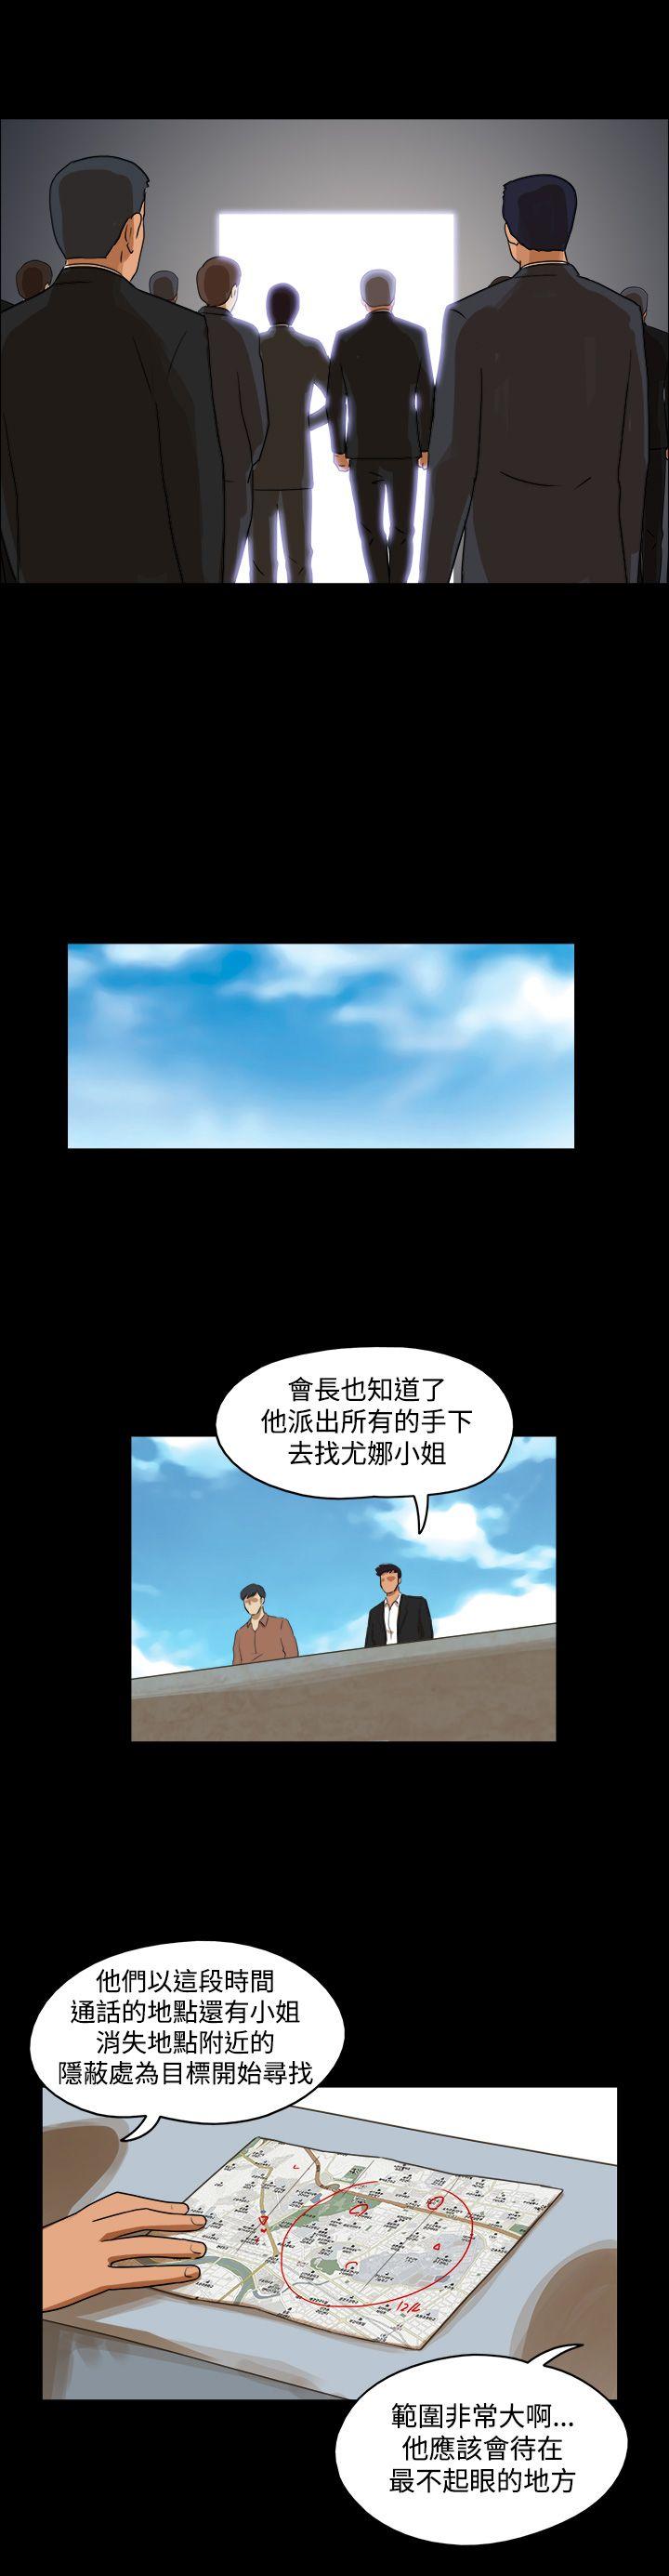 會長也知道了
他派出所有的手下
去找尤娜小姐
他們以這段時間
通話的地點還有小姐
消失地點附近的
隱蔽處為目標開始尋找
範圍非常大啊...
他應該會待在
最不起眼的地方